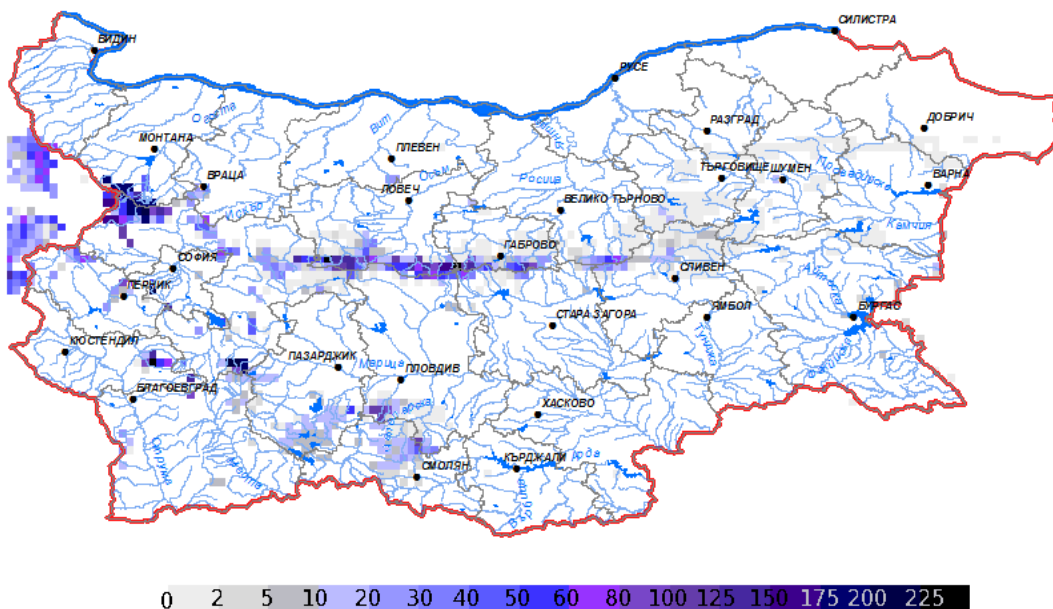 СИЛИСТРА
ВИДИН
РУСЕ
Огоста
Вит
ДОБРИЧ
РАЗГРАД
МОНТАНА
ПЛЕВЕН
ТЪРГОВИЩЕ
ШУМЕН
ВРАЦА
Осъм
Росица
ВАРНА
ЛОВЕЧ
Искър
ВЕЛИКО ТЪРНОВО
Камчия
ГАБРОВО
СОФИЯ
СЛИВЕН
ПЕРНИК
ЯМБОЛ
БУРГАС
СТАРА ЗАГОРА
Тунджа
КЮСТЕНДИЛ
ПАЗАРДЖИК
Марица
ПЛОВДИВ
БЛАГОЕВГРАД
ХАСКОВО
Струма
Места
СМОЛЯН
КЪРДЖАЛИ
Арда
Върбица
0 2 5 10 20 30 40 50 60 80 100 125 150 175 200 225